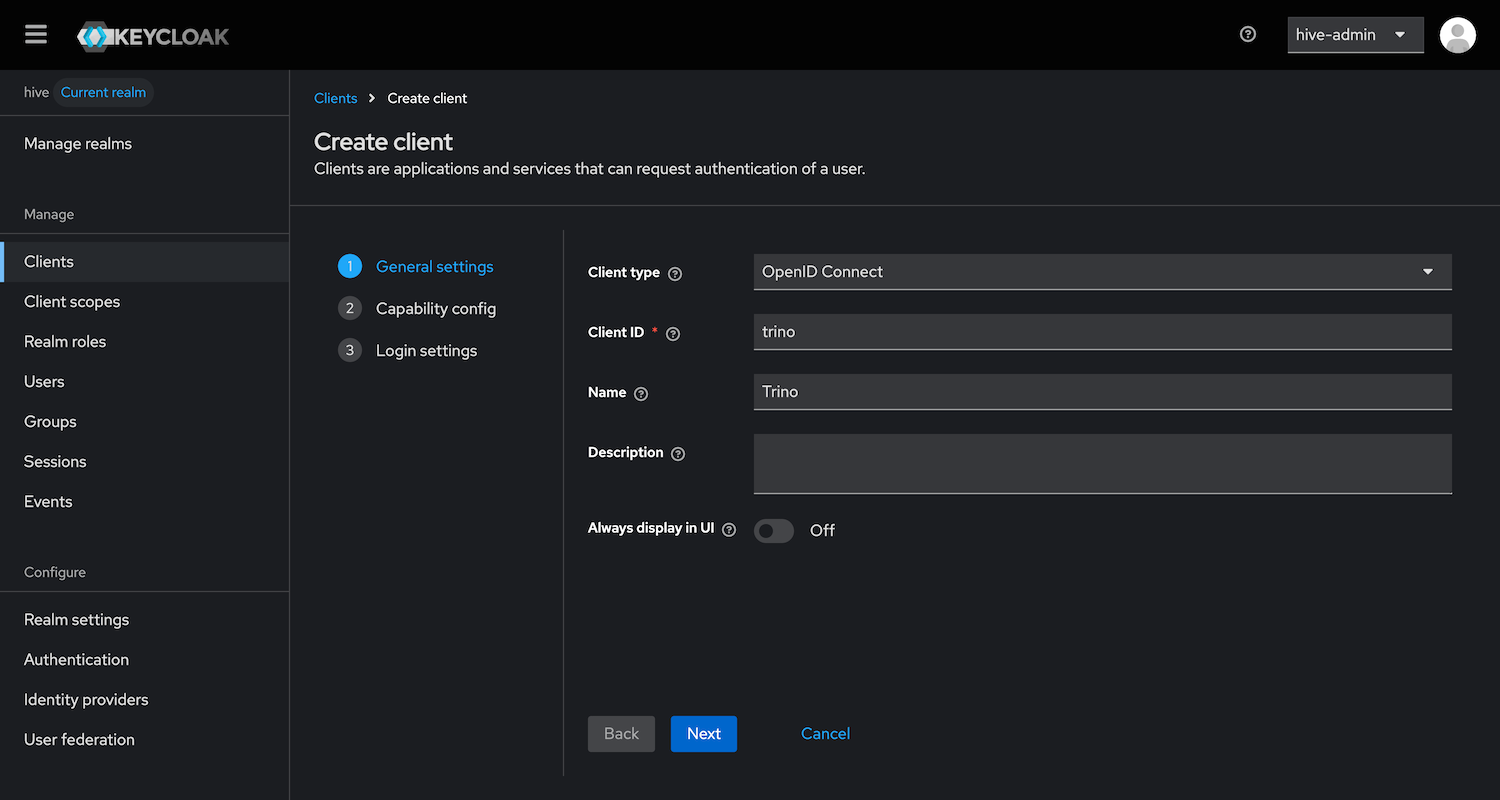 KEYCLOAK
hive-admin
hive Current realm
Manage realms
Manage
Clients
Client scopes
Realm roles
Users
Groups
Sessions
Events
Configure
Realm settings
Authentication
Identity providers
User federation
Clients > Create client
Create client
Clients are applications and services that can request authentication of a user.
1 General settings
2 Capability config
3 Login settings
Client type OpenID Connect
Client ID * trino
Name Trino
Description
Always display in UI Off
Back Next Cancel